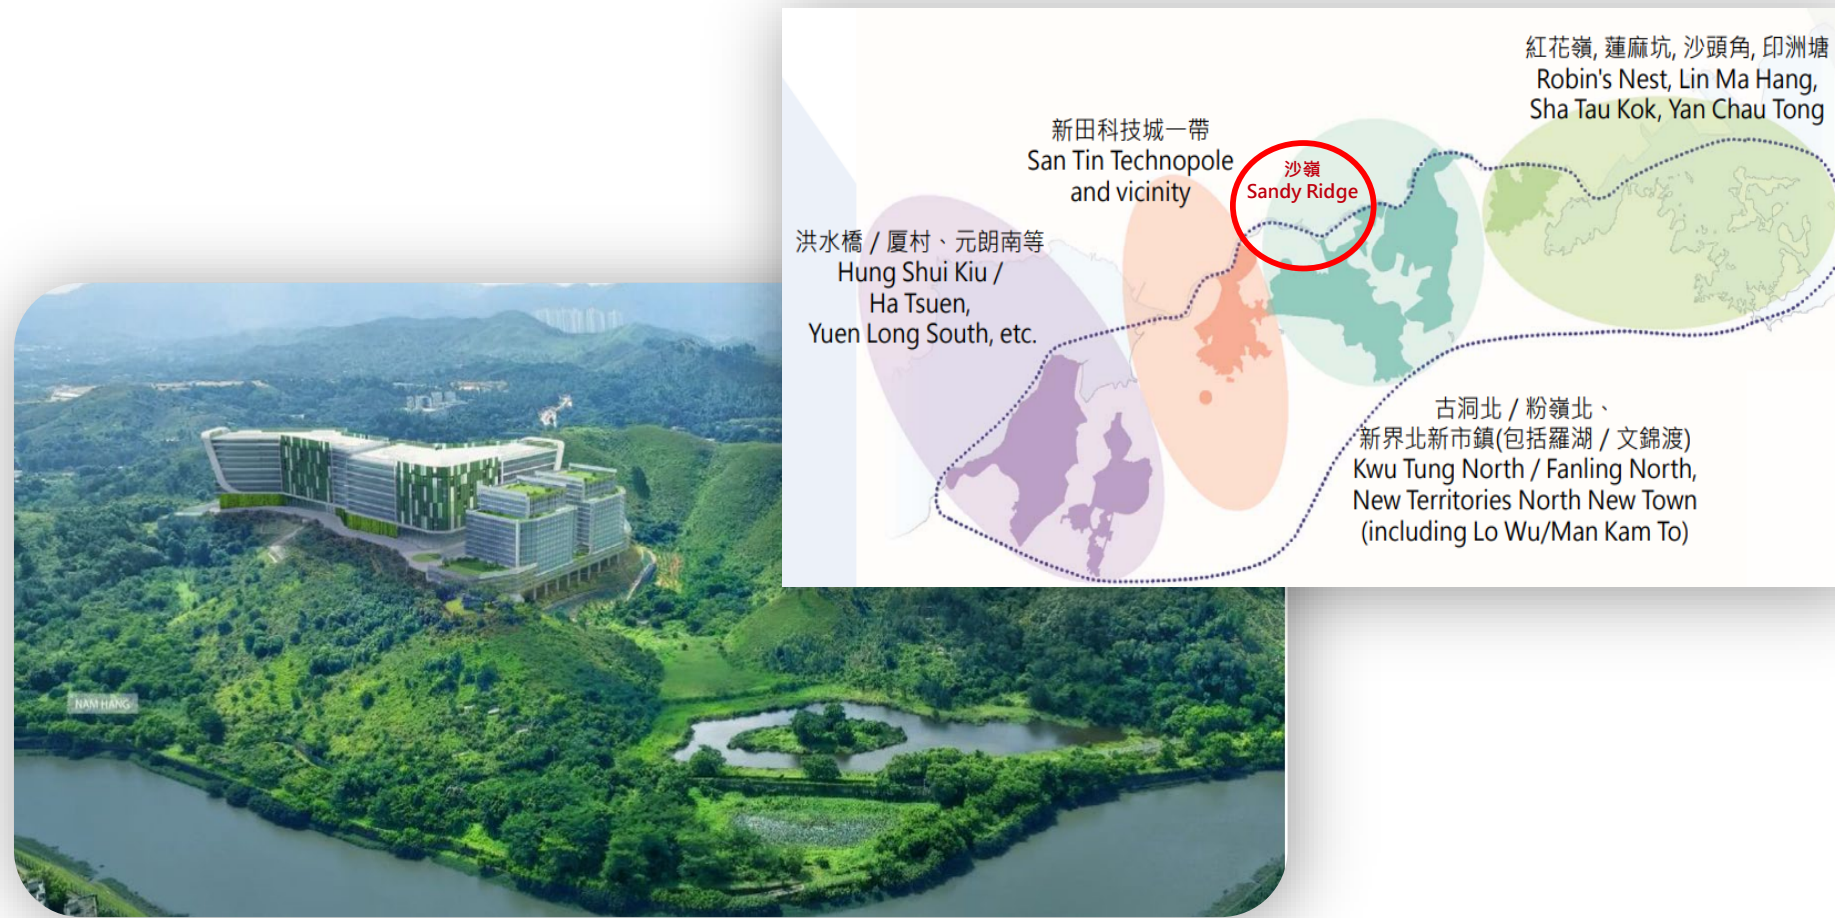 紅花嶺, 蓮麻坑, 沙頭角, 印洲塘
Robin's Nest, Lin Ma Hang,
Sha Tau Kok, Yan Chau Tong
新田科技城一帶
San Tin Technopole
and vicinity
沙嶺
Sandy Ridge
洪水橋 / 厦村、元朗南等
Hung Shui Kiu /
Ha Tsuen,
Yuen Long South, etc.
古洞北 / 粉嶺北、
新界北新市鎮(包括羅湖 / 文錦渡)
Kwu Tung North / Fanling North,
New Territories North New Town
(including Lo Wu/Man Kam To)
NAM HANG